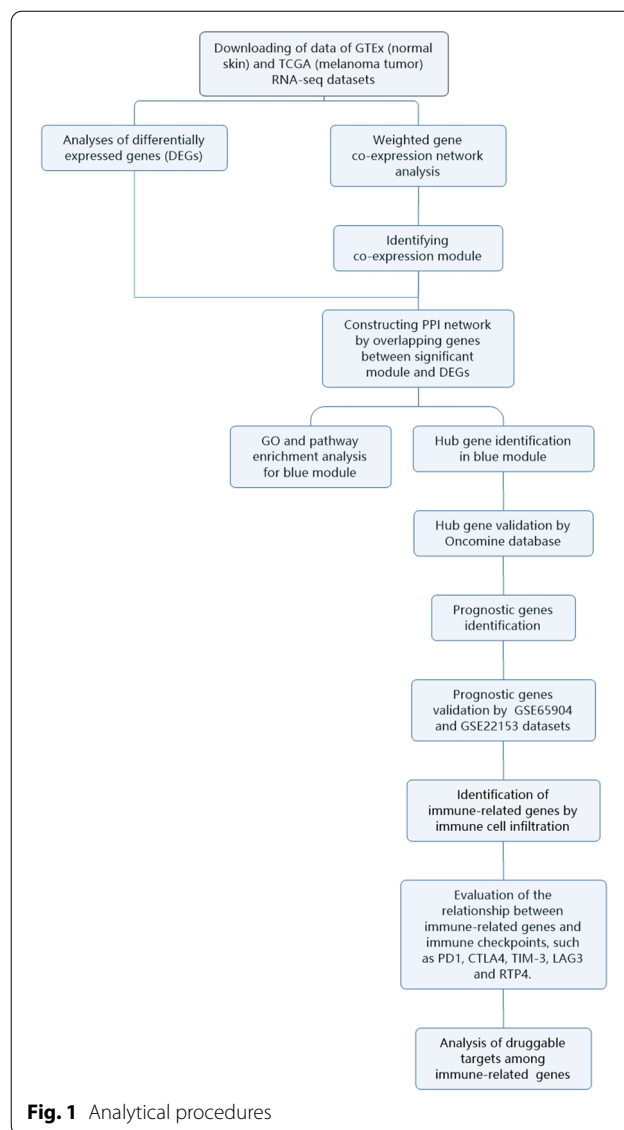 Downloading of data of GTEx (normal
skin) and TCGA (melanoma tumor)
RNA-seq datasets
Analyses of differentially
expressed genes (DEGs)
Weighted gene
co-expression network
analysis
Identifying
co-expression module
Constructing PPI network
by overlapping genes
between significant
module and DEGs
GO and pathway
enrichment analysis
for blue module
Hub gene identification
in blue module
Hub gene validation by
Oncomine database
Prognostic genes
identification
Prognostic genes
validation by GSE65904
and GSE22153 datasets
Identification of
immune-related genes by
immune cell infiltration
Evaluation of the
relationship between
immune-related genes and
immune checkpoints, such
as PD1, CTLA4, TIM-3, LAG3
and RTP4.
Analysis of druggable
targets among
immune-related genes
Fig. 1 Analytical procedures